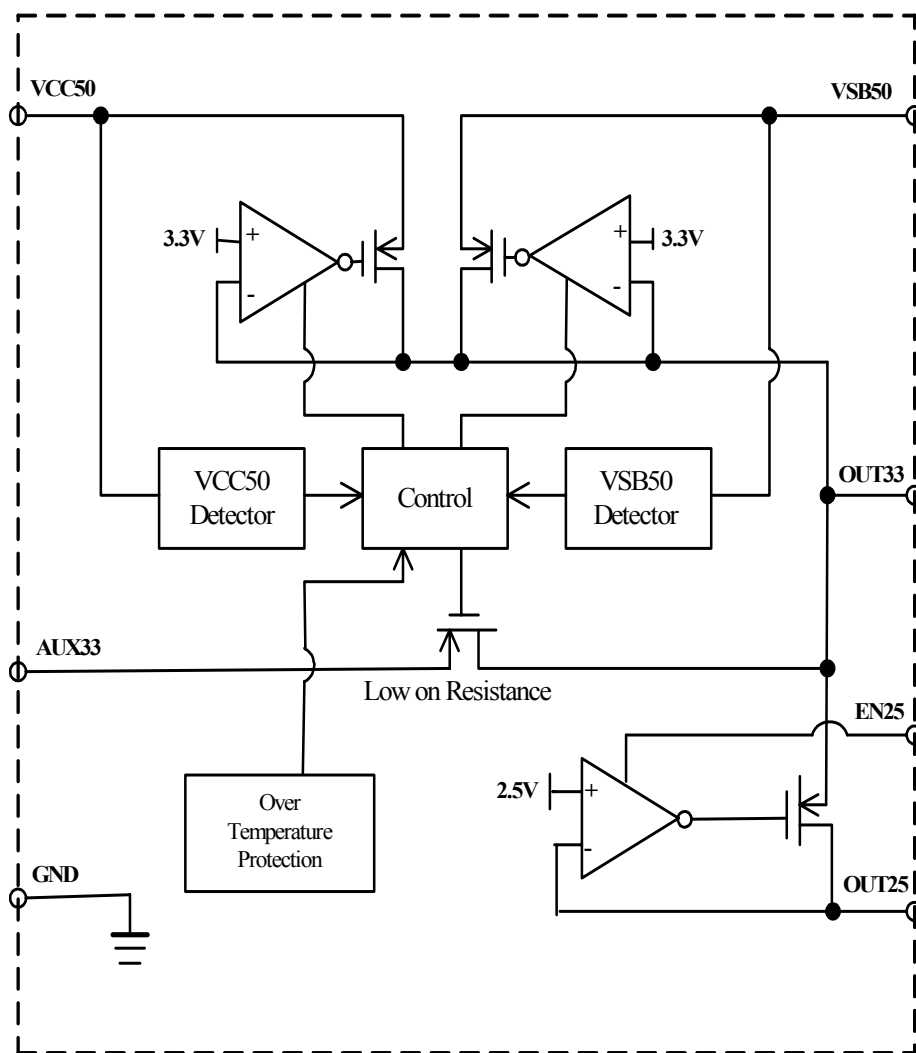 VCC50
VSB50
3.3V
+
-
+
-
3.3V
VCC50
Detector
Control
VSB50
Detector
OUT33
AUX33
Low on Resistance
EN25
2.5V
+
-
Over
Temperature
Protection
GND
OUT25